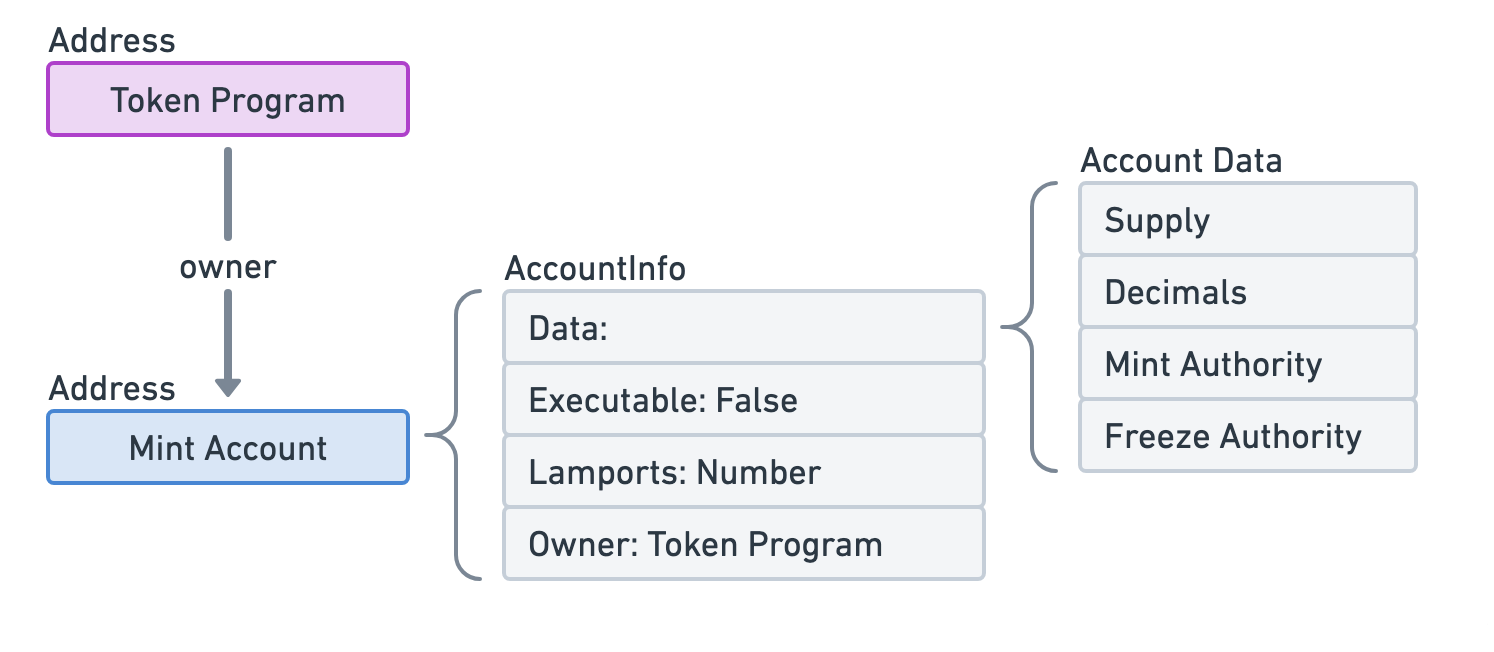 Address
Token Program
owner
Address
Mint Account
AccountInfo
Data:
Executable: False
Lamports: Number
Owner: Token Program
Account Data
Supply
Decimals
Mint Authority
Freeze Authority